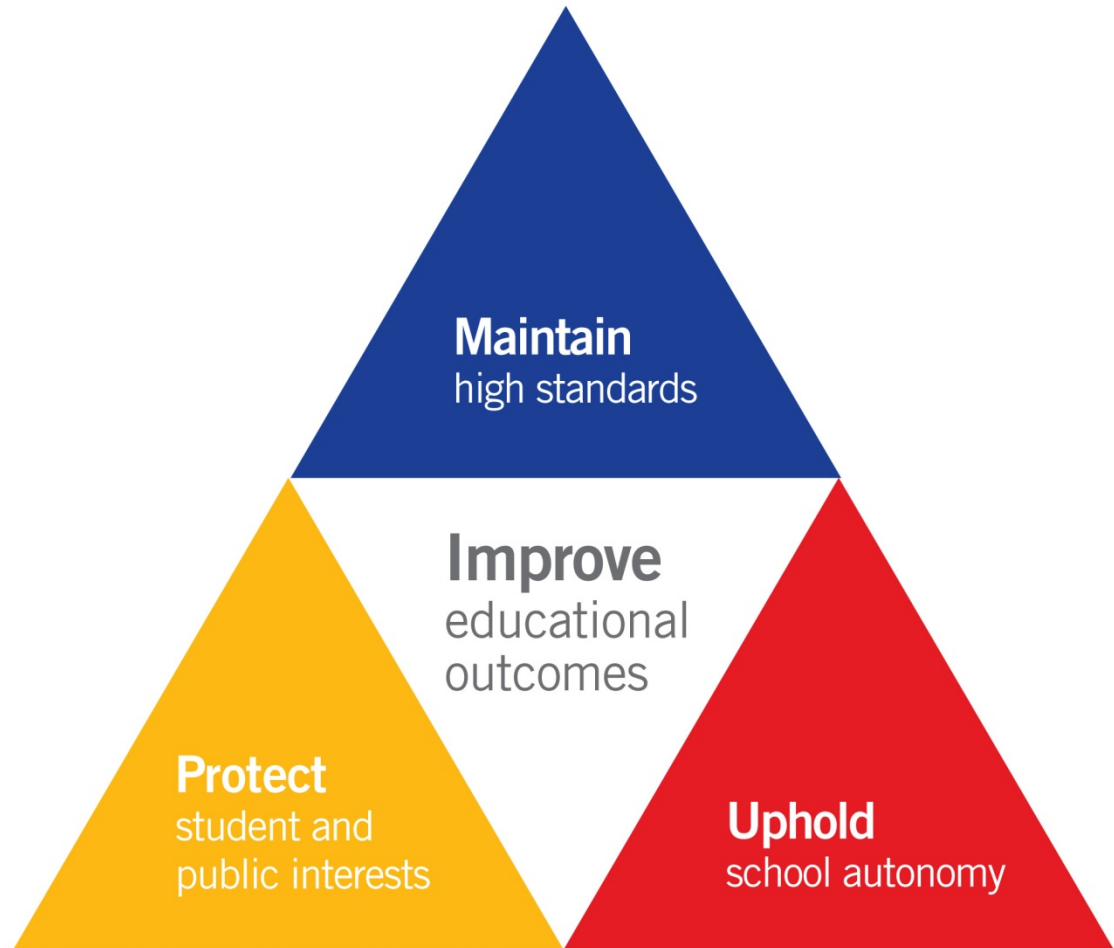 Maintain
high standards
Improve
educational
outcomes
Protect
student and
public interests
Uphold
school autonomy